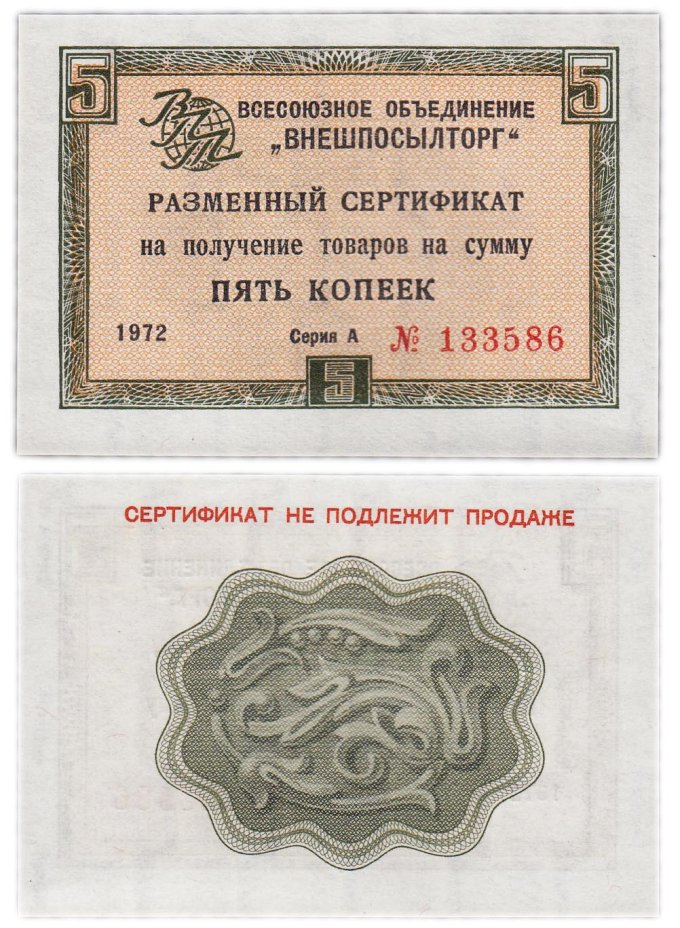 5 5
ВПТ
ВСЕСОЮЗНОЕ ОБЪЕДИНЕНИЕ
„ВНЕШПОСЫЛТОРГ“
РАЗМЕННЫЙ СЕРТИФИКАТ
на получение товаров на сумму
ПЯТЬ КОПЕЕК
1972 Серия А № 133586
5
СЕРТИФИКАТ НЕ ПОДЛЕЖИТ ПРОДАЖЕ